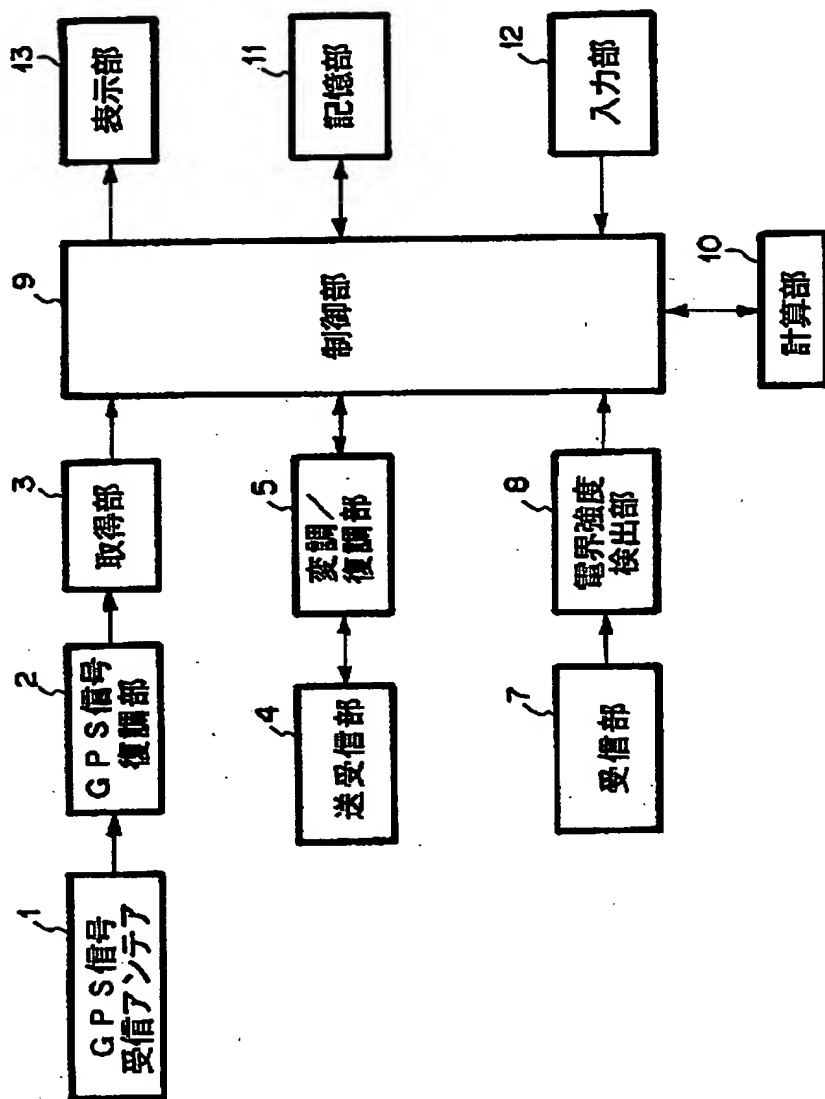 1
GPS信号
受信アンテア
2
GPS信号
復調部
3
取得部
4
送受信部
5
変調／
復調部
7
受信部
8
電界強度
検出部
9
制御部
10
計算部
13
表示部
11
記憶部
12
入力部